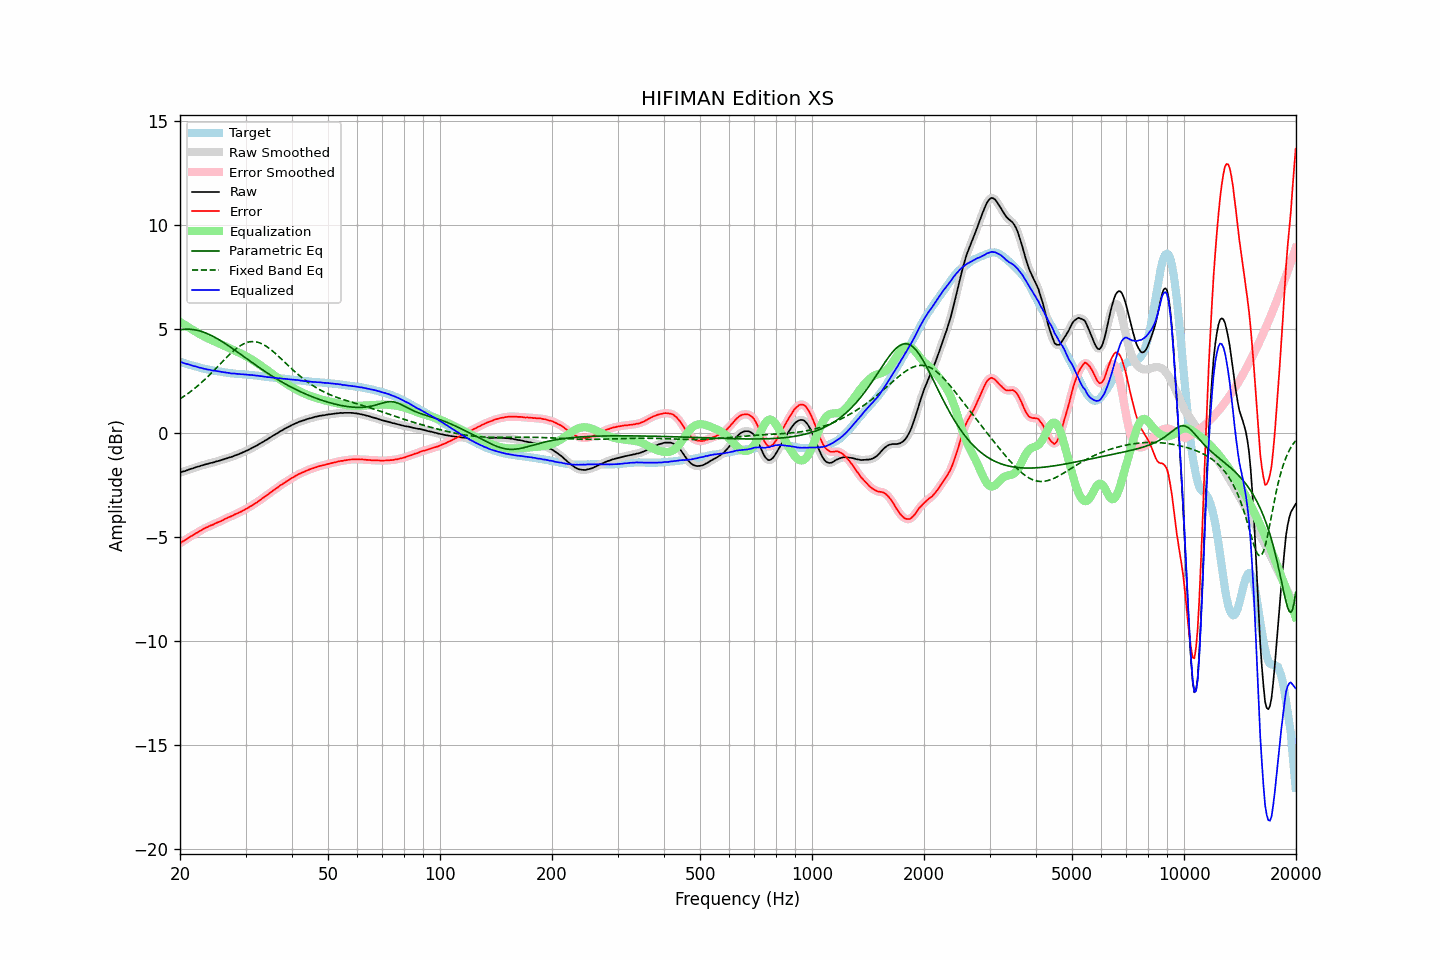 HIFIMAN Edition XS
Target
Raw Smoothed
Error Smoothed
Raw
Error
Equalization
Parametric Eq
Fixed Band Eq
Equalized
15
10
5
0
−5
−10
−15
−20
Amplitude (dBr)
20 50 100 200 500 1000 2000 5000 10000 20000
Frequency (Hz)